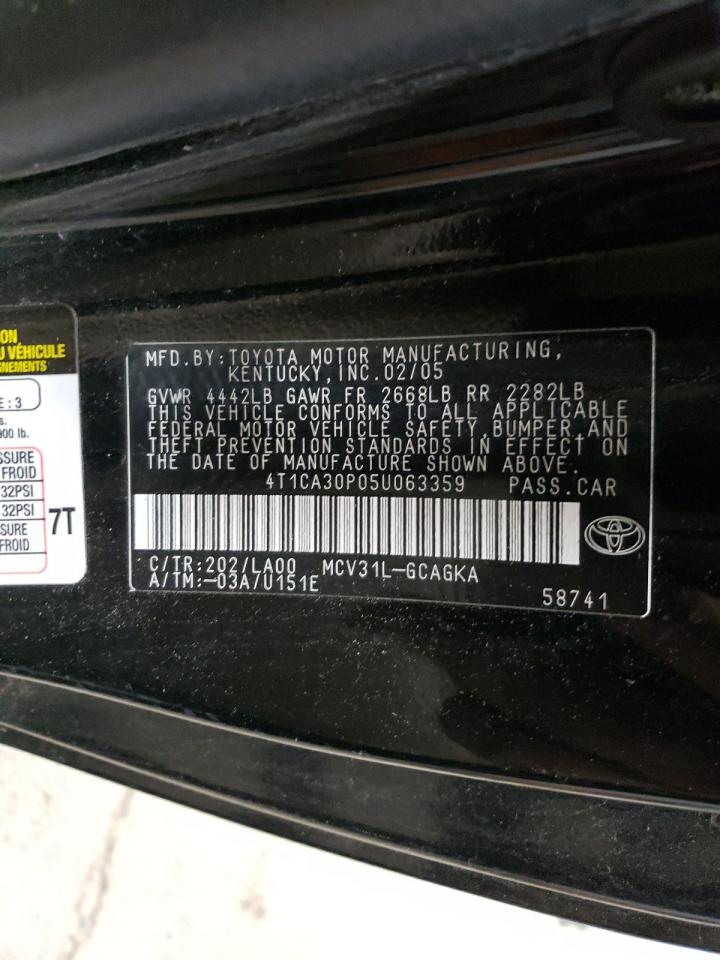 ON
U VÉHICULE
GNEMENTS
E : 3
s.
900 lb.
SSURE
FROID
32PSI
32PSI
SURE
FROID
7T
MFD.BY:TOYOTA MOTOR MANUFACTURING,
KENTUCKY,INC.02/05
GVWR 4442LB GAWR FR 2668LB RR 2282LB
THIS VEHICLE CONFORMS TO ALL APPLICABLE
FEDERAL MOTOR VEHICLE SAFETY,BUMPER,AND
THEFT PREVENTION STANDARDS IN EFFECT ON
THE DATE OF MANUFACTURE SHOWN ABOVE.
4T1CA30P05U063359 PASS.CAR
C/TR:202/LA00 MCV31L-GCAGKA
A/TM:-03A/U151E
58741